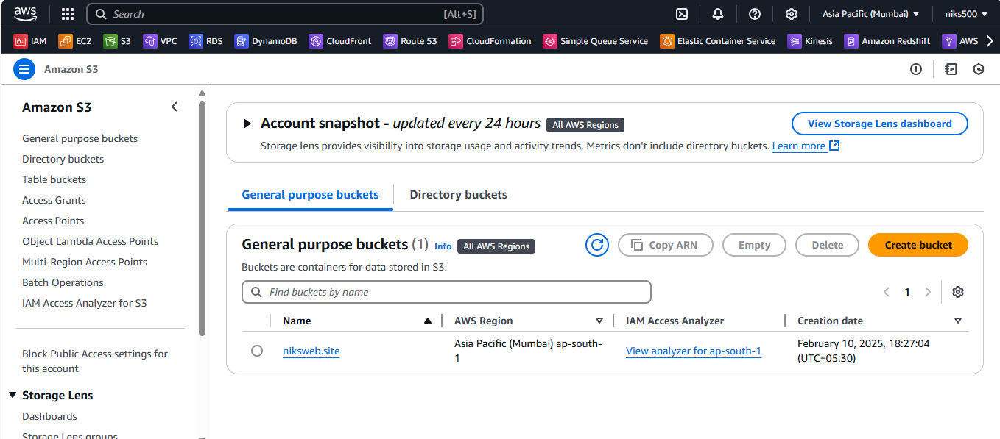 aws Search [Alt+S] Asia Pacific (Mumbai) niks500
IAM EC2 S3 VPC RDS DynamoDB CloudFront Route 53 CloudFormation Simple Queue Service Elastic Container Service Kinesis Amazon Redshift AWS
Amazon S3
Amazon S3
General purpose buckets
Directory buckets
Table buckets
Access Grants
Access Points
Object Lambda Access Points
Multi-Region Access Points
Batch Operations
IAM Access Analyzer for S3
Block Public Access settings for
this account
Storage Lens
Dashboards
Storage Lens groups
Account snapshot - updated every 24 hours All AWS Regions View Storage Lens dashboard
Storage lens provides visibility into storage usage and activity trends. Metrics don't include directory buckets. Learn more
General purpose buckets Directory buckets
General purpose buckets (1) Info All AWS Regions Copy ARN Empty Delete Create bucket
Buckets are containers for data stored in S3.
Find buckets by name 1
Name AWS Region IAM Access Analyzer Creation date
niksweb.site Asia Pacific (Mumbai) ap-south-
1 View analyzer for ap-south-1 February 10, 2025, 18:27:04
(UTC+05:30)